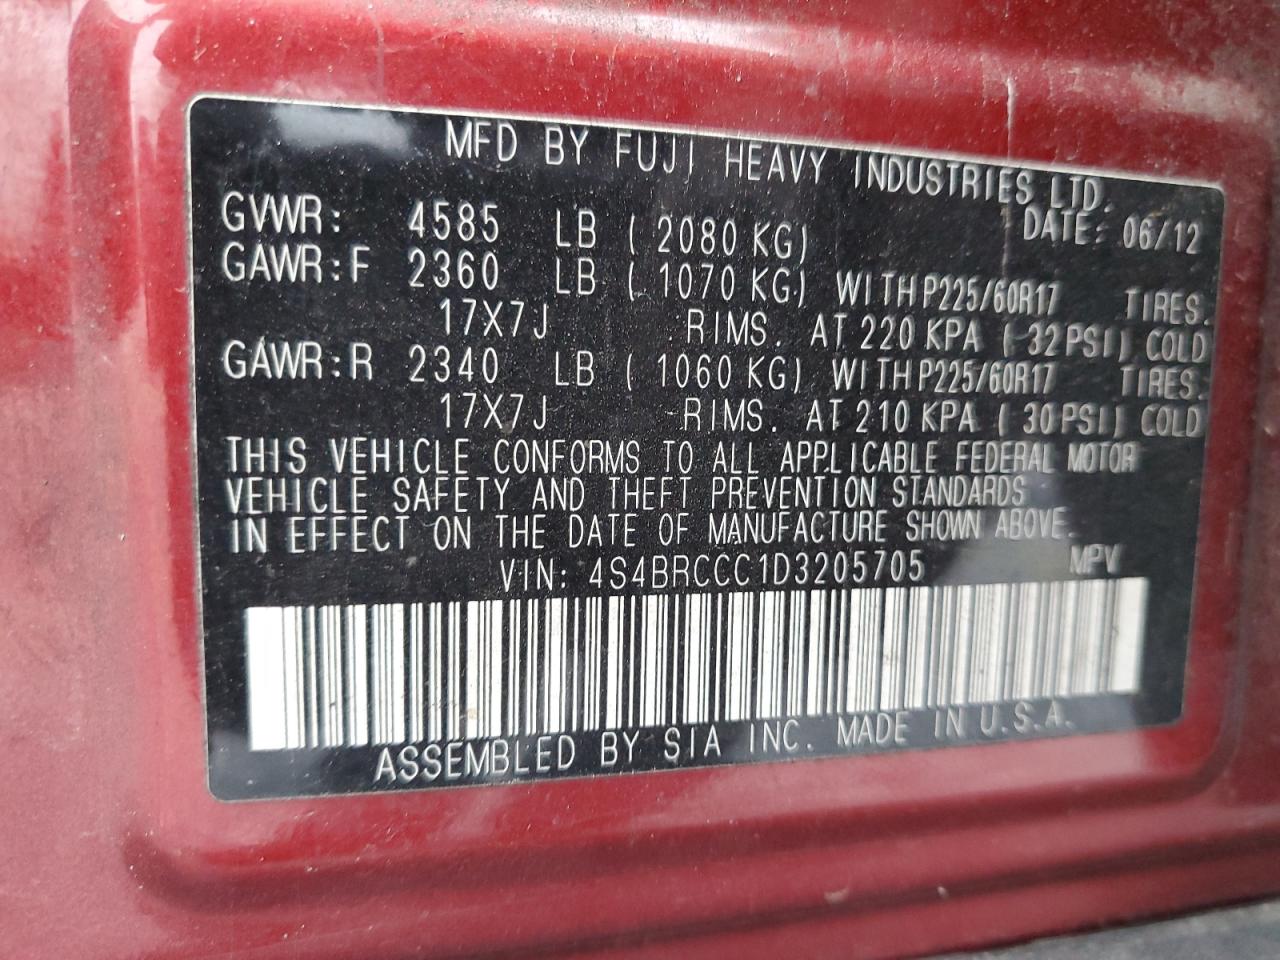 MFD BY FUJI HEAVY INDUSTRIES LTD.
DATE: 06/12
GVWR: 4585 LB ( 2080 KG)
GAWR:F 2360 LB ( 1070 KG) WITH P225/60R17 TIRES.
17X7J RIMS. AT 220 KPA ( 32 PSI) COLD
GAWR:R 2340 LB ( 1060 KG) WITH P225/60R17 TIRES.
17X7J RIMS. AT 210 KPA ( 30 PSI) COLD
THIS VEHICLE CONFORMS TO ALL APPLICABLE FEDERAL MOTOR
VEHICLE SAFETY AND THEFT PREVENTION STANDARDS
IN EFFECT ON THE DATE OF MANUFACTURE SHOWN ABOVE.
VIN: 4S4BRCCC1D3205705 MPV
ASSEMBLED BY SIA INC. MADE IN U.S.A.